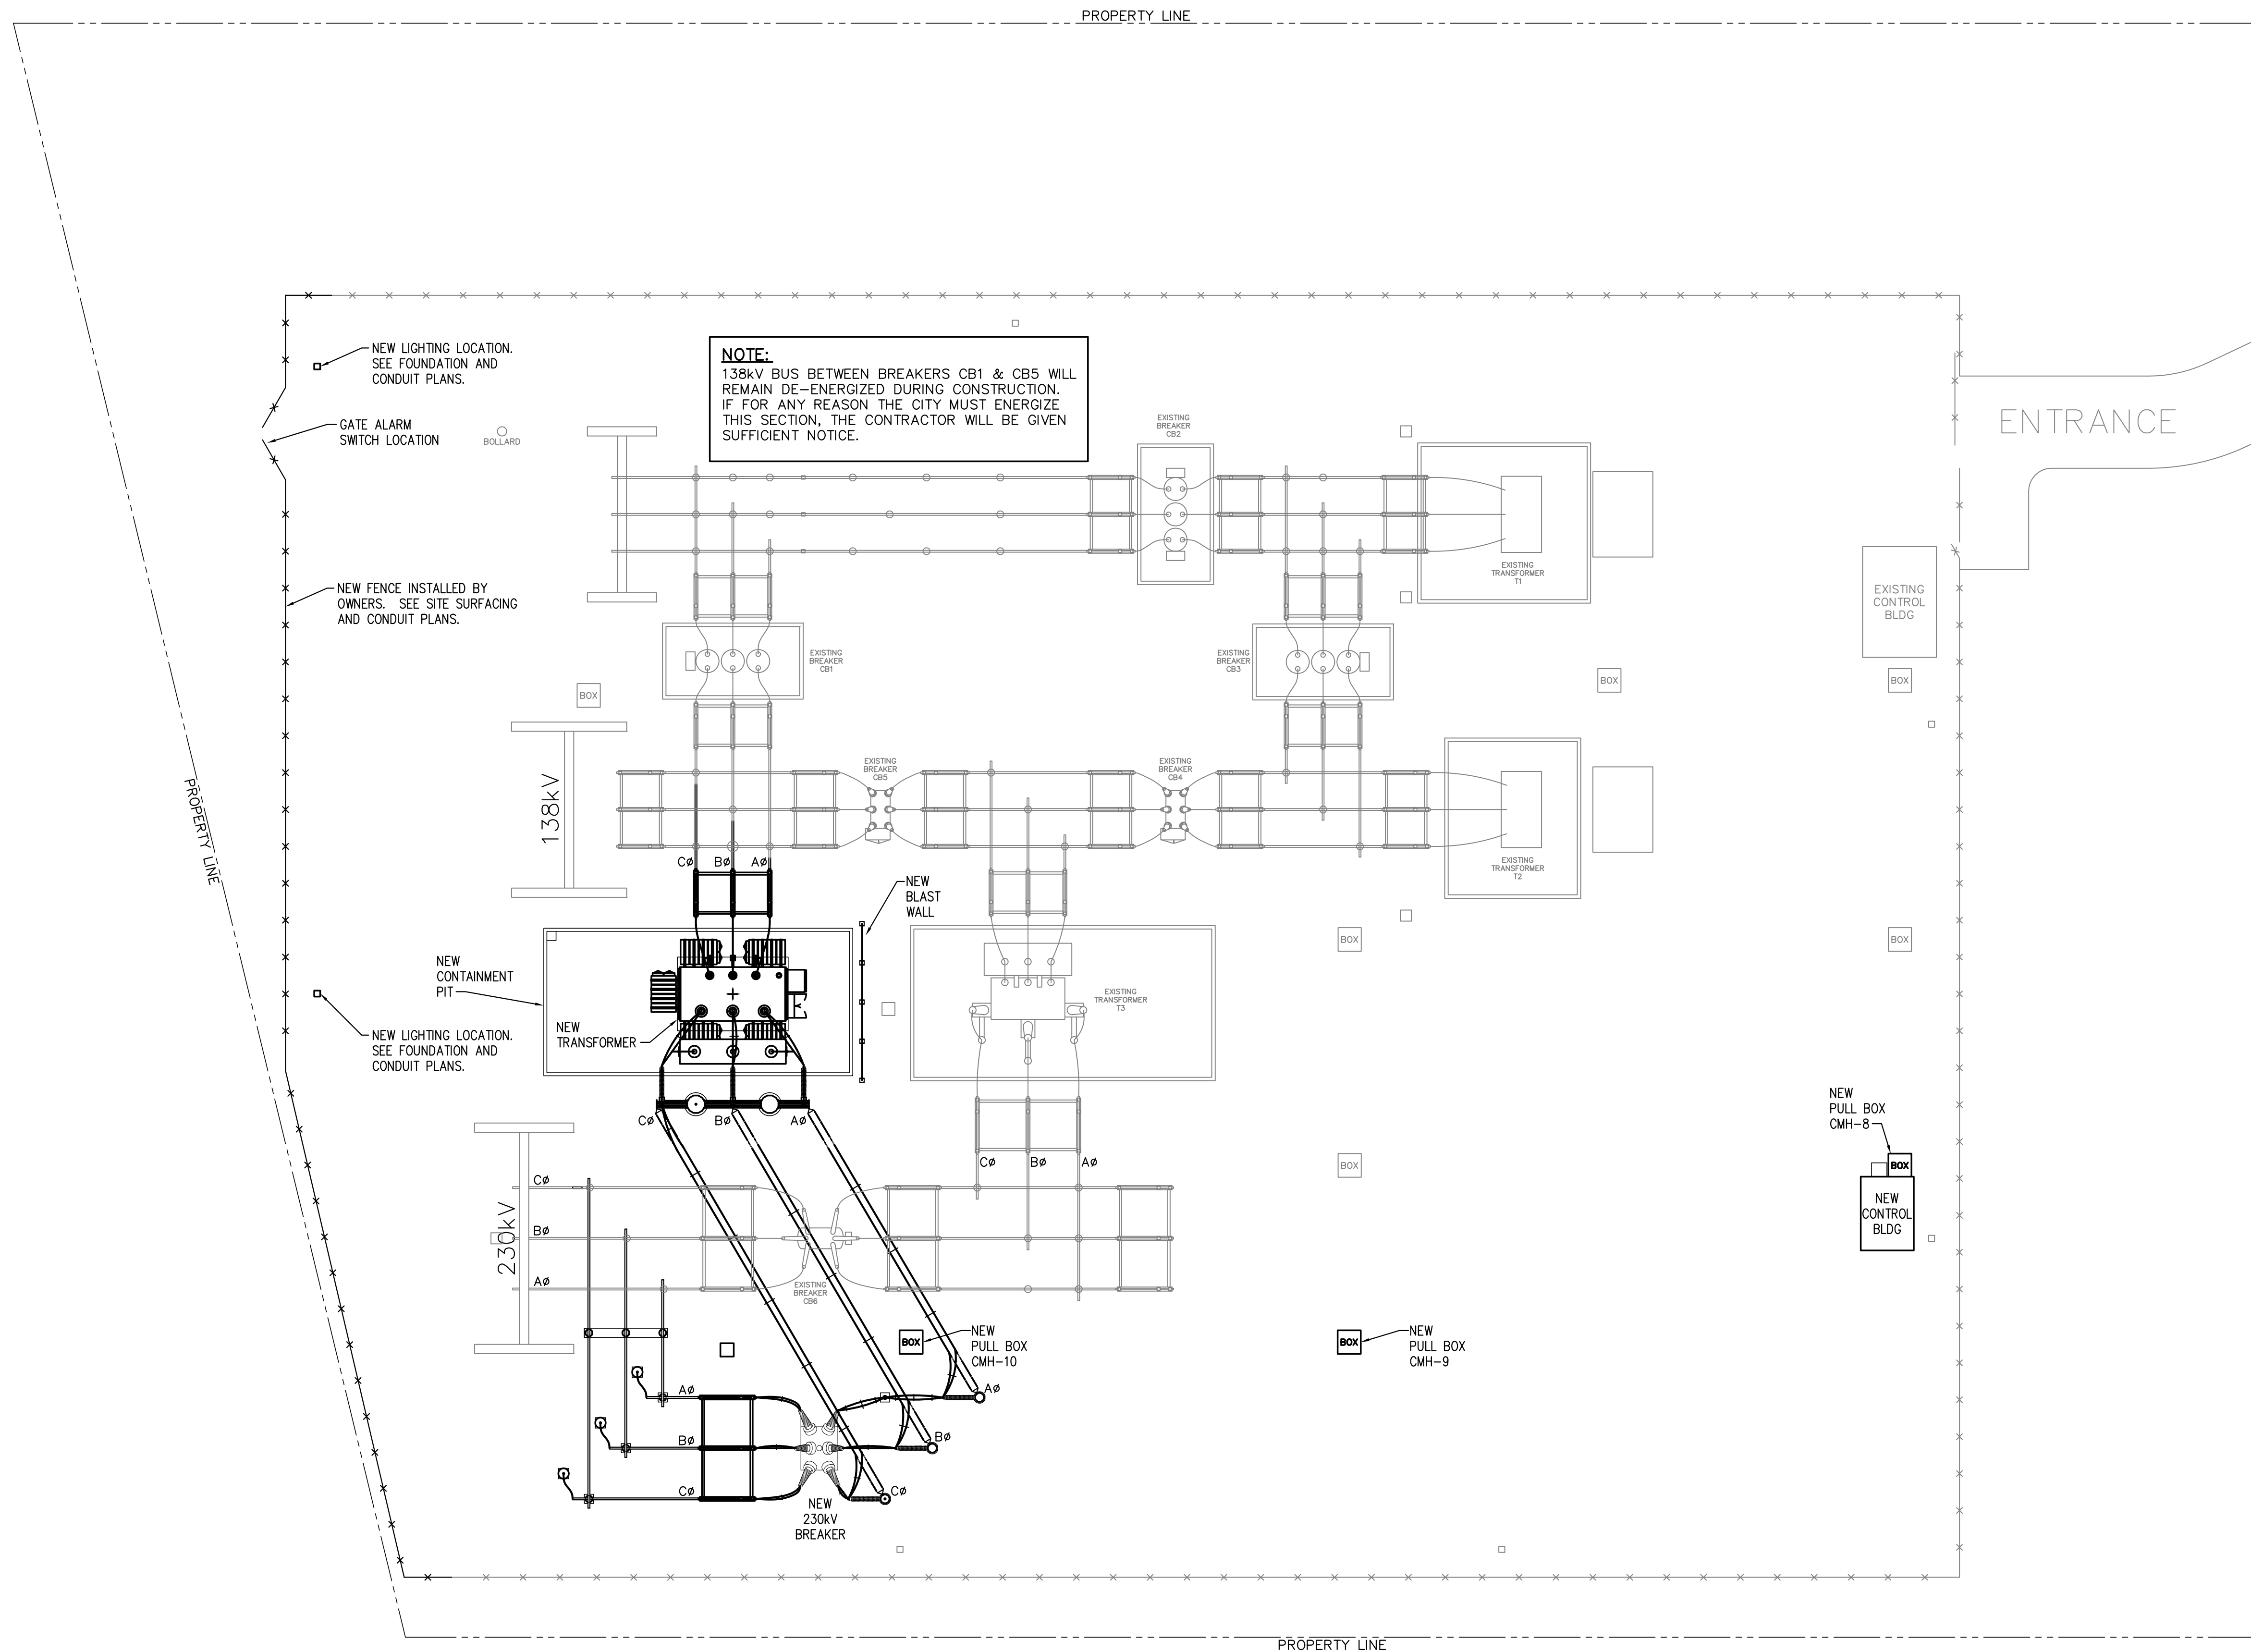 PROPERTY LINE
NEW LIGHTING LOCATION.
SEE FOUNDATION AND
CONDUIT PLANS.
NOTE:
138kV BUS BETWEEN BREAKERS CB1 & CB5 WILL
REMAIN DE-ENERGIZED DURING CONSTRUCTION.
IF FOR ANY REASON THE CITY MUST ENERGIZE
THIS SECTION, THE CONTRACTOR WILL BE GIVEN
SUFFICIENT NOTICE.
GATE ALARM
SWITCH LOCATION
BOLLARD
EXISTING
BREAKER
CB2
ENTRANCE
EXISTING
TRANSFORMER
T1
NEW FENCE INSTALLED BY
OWNERS. SEE SITE SURFACING
AND CONDUIT PLANS.
EXISTING
CONTROL
BLDG
EXISTING
BREAKER
CB1
EXISTING
BREAKER
CB3
BOX
BOX
BOX
PROPERTY LINE
138kV
EXISTING
BREAKER
CB5
EXISTING
BREAKER
CB4
EXISTING
TRANSFORMER
T2
CØ
BØ
AØ
NEW
BLAST
WALL
BOX
BOX
NEW
CONTAINMENT
PIT
NEW
TRANSFORMER
EXISTING
TRANSFORMER
T3
NEW LIGHTING LOCATION.
SEE FOUNDATION AND
CONDUIT PLANS.
CØ
BØ
AØ
NEW
PULL BOX
CMH-8
BOX
CØ
BØ
AØ
BOX
NEW
CONTROL
BLDG
230kV
CØ
BØ
AØ
EXISTING
BREAKER
CB6
BOX
NEW
PULL BOX
CMH-10
BOX
NEW
PULL BOX
CMH-9
AØ
BØ
CØ
AØ
BØ
CØ
NEW
230kV
BREAKER
PROPERTY LINE